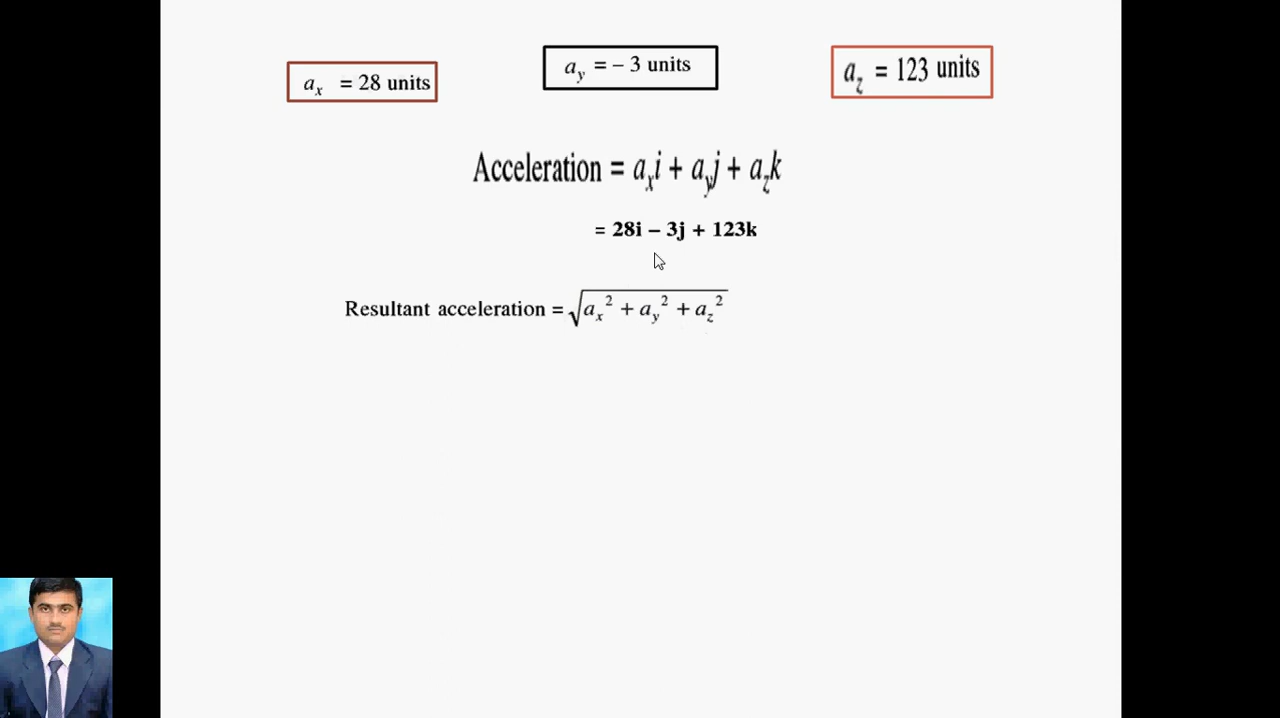 aₓ = 28 units
a_y = – 3 units
a_z = 123 units
Acceleration = aₓi + a_yj + a_zk
= 28i – 3j + 123k
Resultant acceleration = √(aₓ² + a_y² + a_z²)